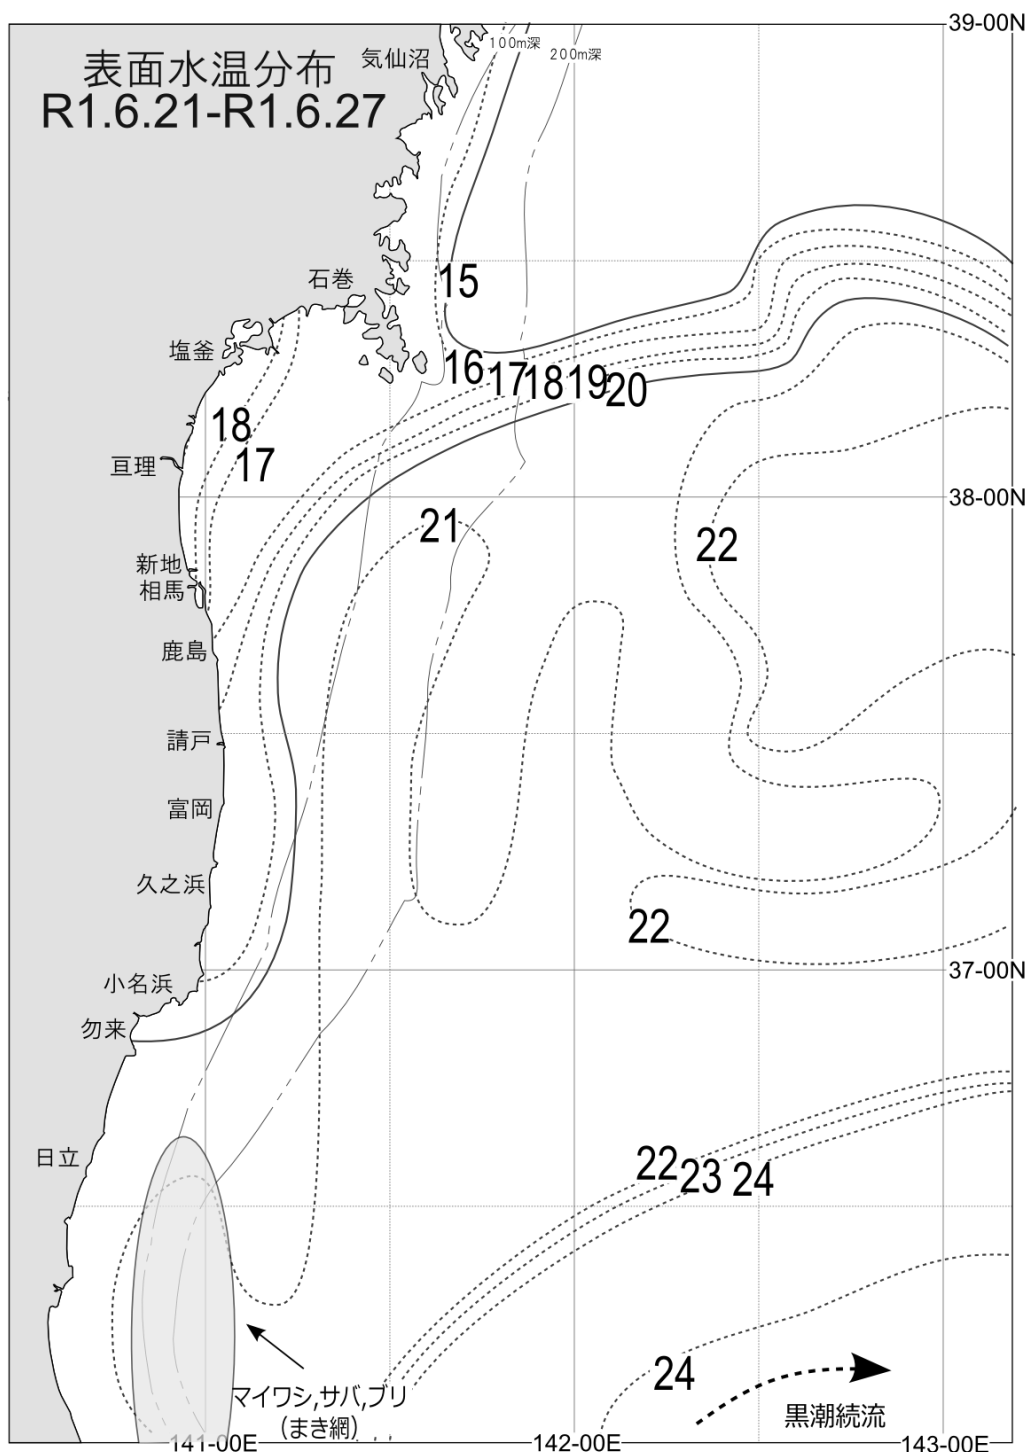 39-00N
100m深
200m深
気仙沼
表面水温分布
R1.6.21-R1.6.27
石巻
15
塩釜
16
17
18
19
20
18
亘理
17
38-00N
21
22
新地
相馬
鹿島
請戸
富岡
久之浜
22
37-00N
小名浜
勿来
日立
22
23
24
24
マイワシ,サバ,ブリ
(まき網)
黒潮続流
141-00E
142-00E
143-00E